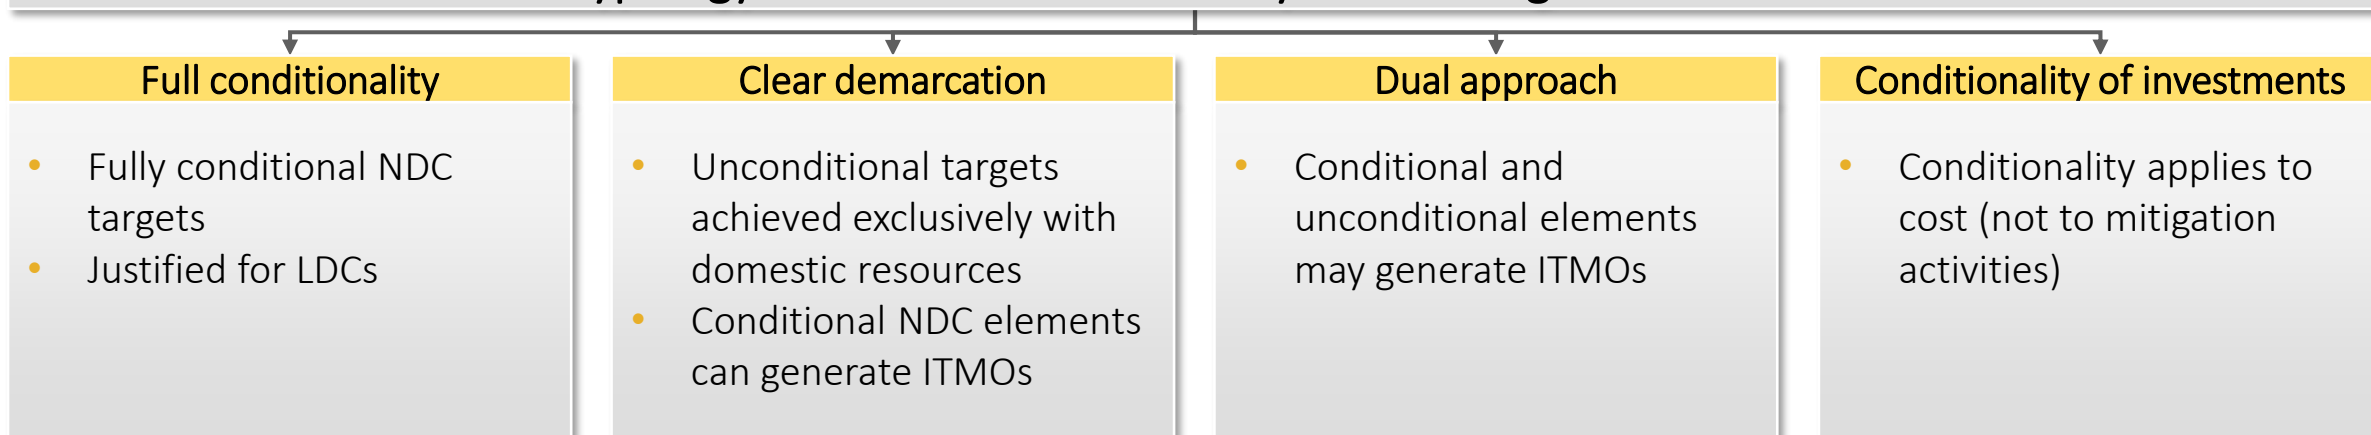 Full conditionality
• Fully conditional NDC
targets
• Justified for LDCs
Clear demarcation
• Unconditional targets
achieved exclusively with
domestic resources
• Conditional NDC elements
can generate ITMOs
Dual approach
• Conditional and
unconditional elements
may generate ITMOs
Conditionality of investments
• Conditionality applies to
cost (not to mitigation
activities)